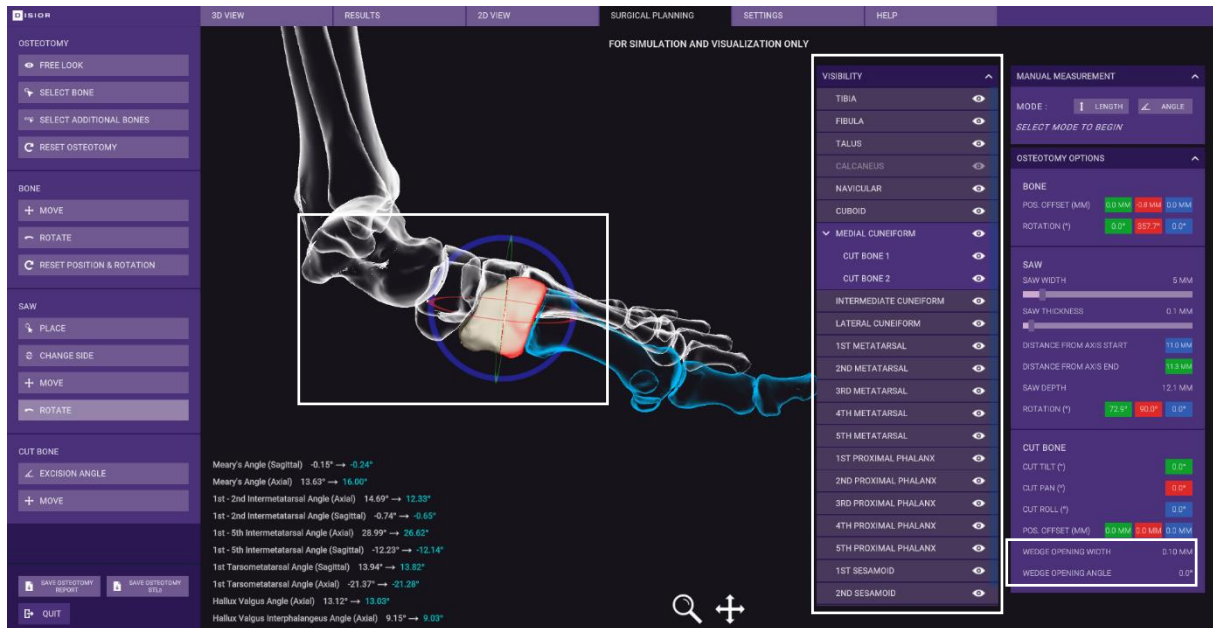 DISIOR
3D VIEW
RESULTS
2D VIEW
SURGICAL PLANNING
SETTINGS
HELP
FOR SIMULATION AND VISUALIZATION ONLY
OSTEOTOMY
FREE LOOK
SELECT BONE
SELECT ADDITIONAL BONES
RESET OSTEOTOMY
BONE
MOVE
ROTATE
RESET POSITION & ROTATION
SAW
PLACE
CHANGE SIDE
MOVE
ROTATE
CUT BONE
EXCISION ANGLE
MOVE
SAVE OSTEOTOMY REPORT
SAVE OSTEOTOMY STLs
QUIT
Meary's Angle (Sagittal) -0.15° → -0.24°
Meary's Angle (Axial) 13.63° → 16.00°
1st - 2nd Intermetatarsal Angle (Axial) 14.69° → 12.33°
1st - 2nd Intermetatarsal Angle (Sagittal) -0.74° → -0.65°
1st - 5th Intermetatarsal Angle (Axial) 28.99° → 26.62°
1st - 5th Intermetatarsal Angle (Sagittal) -12.23° → -12.14°
1st Tarsometatarsal Angle (Sagittal) 13.94° → 13.82°
1st Tarsometatarsal Angle (Axial) -21.37° → -21.28°
Hallux Valgus Angle (Axial) 13.12° → 13.03°
Hallux Valgus Interphalangeus Angle (Axial) 9.15° → 9.03°
VISIBILITY
TIBIA
FIBULA
TALUS
CALCANEUS
NAVICULAR
CUBOID
MEDIAL CUNEIFORM
CUT BONE 1
CUT BONE 2
INTERMEDIATE CUNEIFORM
LATERAL CUNEIFORM
1ST METATARSAL
2ND METATARSAL
3RD METATARSAL
4TH METATARSAL
5TH METATARSAL
1ST PROXIMAL PHALANX
2ND PROXIMAL PHALANX
3RD PROXIMAL PHALANX
4TH PROXIMAL PHALANX
5TH PROXIMAL PHALANX
1ST SESAMOID
2ND SESAMOID
MANUAL MEASUREMENT
MODE : LENGTH ANGLE
SELECT MODE TO BEGIN
OSTEOTOMY OPTIONS
BONE
POS. OFFSET (MM) 0.0 MM -0.8 MM 0.0 MM
ROTATION (°) 0.0° 357.7° 0.0°
SAW
SAW WIDTH 5 MM
SAW THICKNESS 0.1 MM
DISTANCE FROM AXIS START 11.0 MM
DISTANCE FROM AXIS END 11.3 MM
SAW DEPTH 12.1 MM
ROTATION (°) 72.9° 90.0° 0.0°
CUT BONE
CUT TILT (°) 0.0°
CUT PAN (°) 0.0°
CUT ROLL (°) 0.0°
POS. OFFSET (MM) 0.0 MM 0.0 MM 0.0 MM
WEDGE OPENING WIDTH 0.10 MM
WEDGE OPENING ANGLE 0.0°